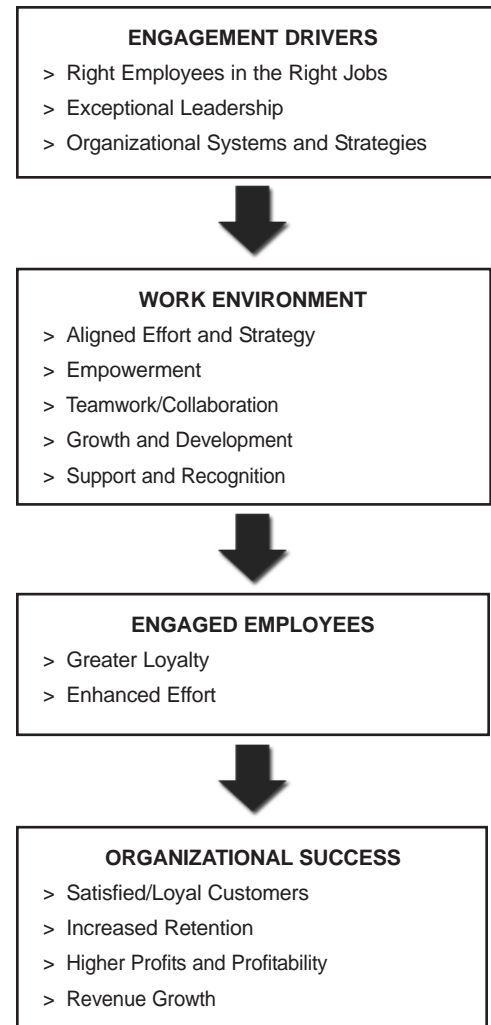 ENGAGEMENT DRIVERS
> Right Employees in the Right Jobs
> Exceptional Leadership
> Organizational Systems and Strategies
WORK ENVIRONMENT
> Aligned Effort and Strategy
> Empowerment
> Teamwork/Collaboration
> Growth and Development
> Support and Recognition
ENGAGED EMPLOYEES
> Greater Loyalty
> Enhanced Effort
ORGANIZATIONAL SUCCESS
> Satisfied/Loyal Customers
> Increased Retention
> Higher Profits and Profitability
> Revenue Growth